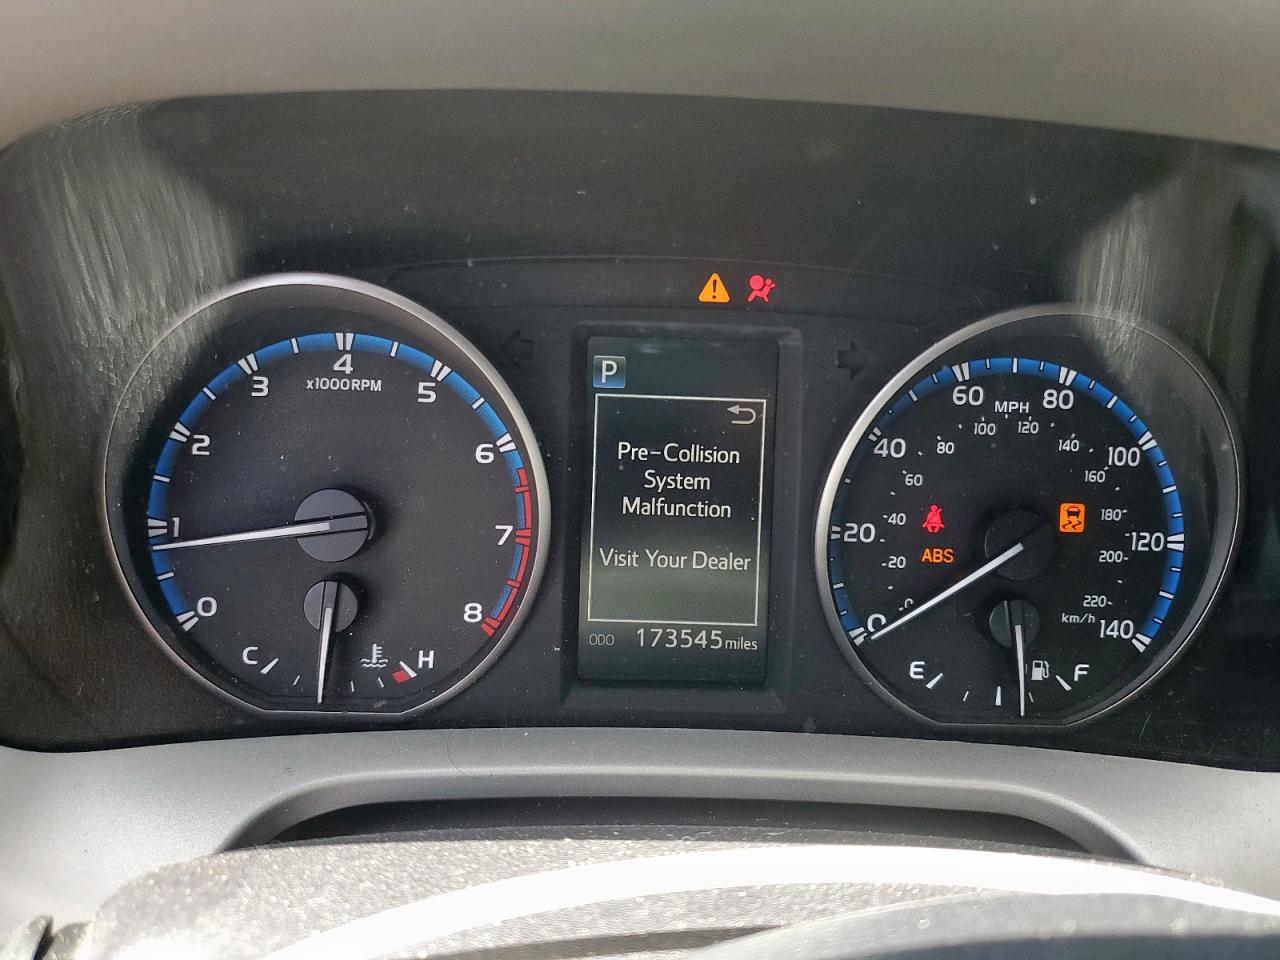 0
1
2
3
4
5
6
7
8
x1000RPM
C
H
P
Pre-Collision
System
Malfunction
Visit Your Dealer
ODO 173545 miles
0
20
40
60
80
100
120
140
MPH
0
20
40
60
80
100
120
140
160
180
200
220
km/h
ABS
E
F